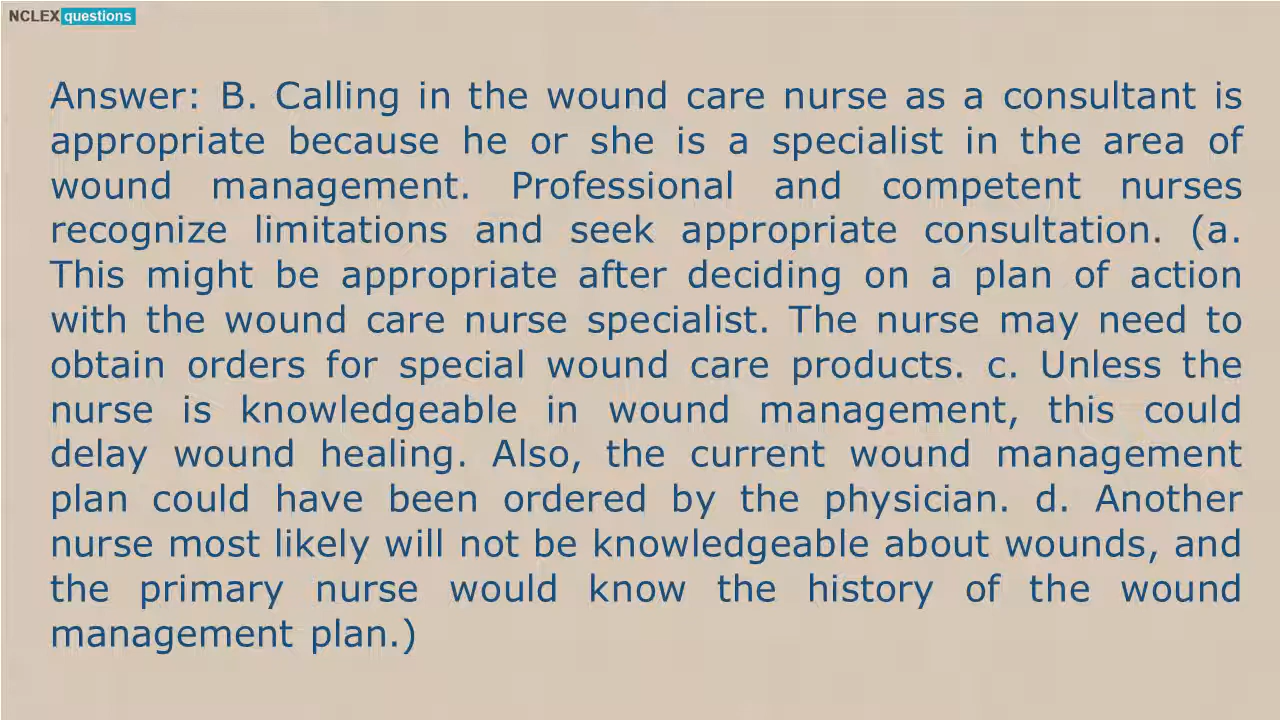 NCLEX questions
Answer: B. Calling in the wound care nurse as a consultant is
appropriate because he or she is a specialist in the area of
wound management. Professional and competent nurses
recognize limitations and seek appropriate consultation. (a.
This might be appropriate after deciding on a plan of action
with the wound care nurse specialist. The nurse may need to
obtain orders for special wound care products. c. Unless the
nurse is knowledgeable in wound management, this could
delay wound healing. Also, the current wound management
plan could have been ordered by the physician. d. Another
nurse most likely will not be knowledgeable about wounds, and
the primary nurse would know the history of the wound
management plan.)